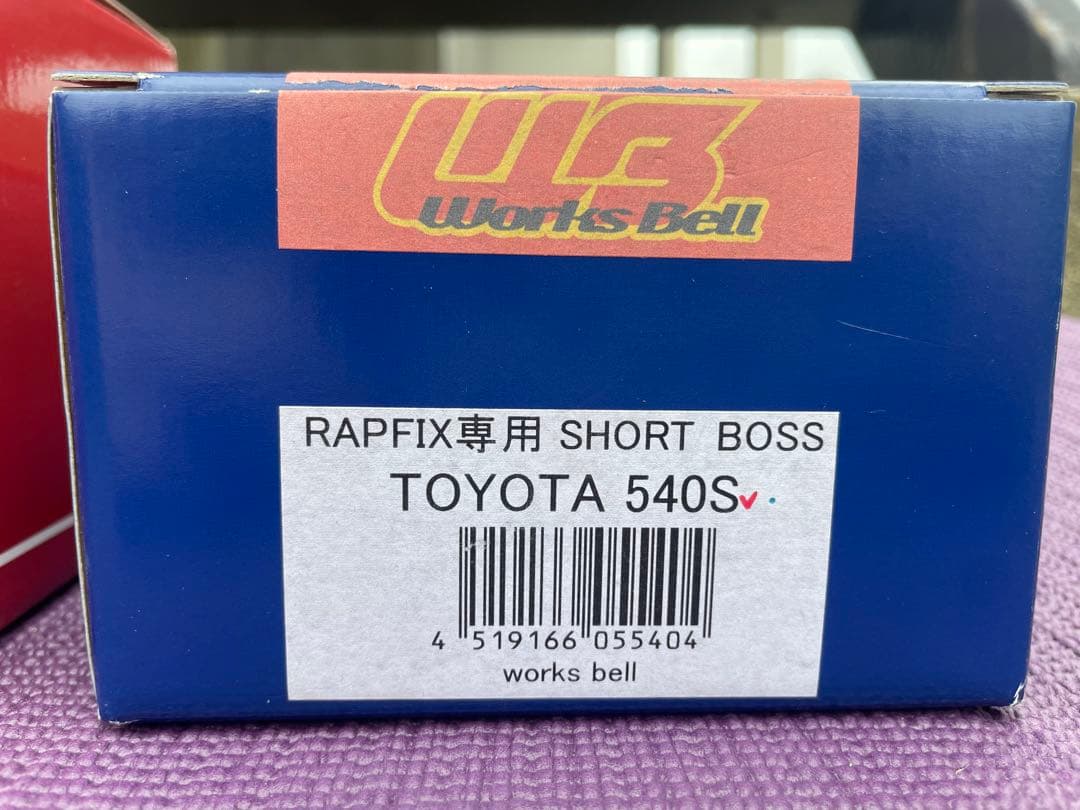 WB
Works Bell
RAPFIX専用 SHORT BOSS
TOYOTA 540S
4 519166 055404
works bell